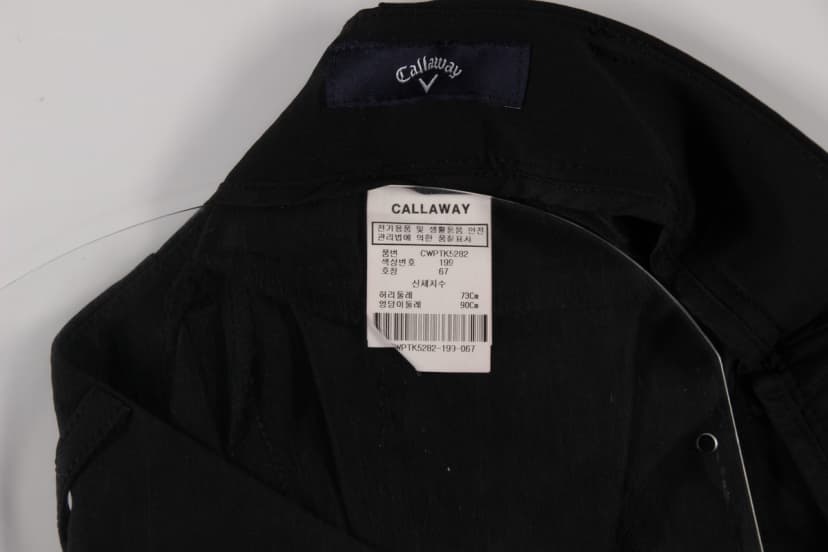 Callaway
CALLAWAY
전기용품 및 생활용품 안전
관리법에 의한 품질표시
품번 CWPTK5282
색상번호 199
호칭 67
신체치수
허리둘레 73Cm
엉덩이둘레 90Cm
WPTK5282-199-067